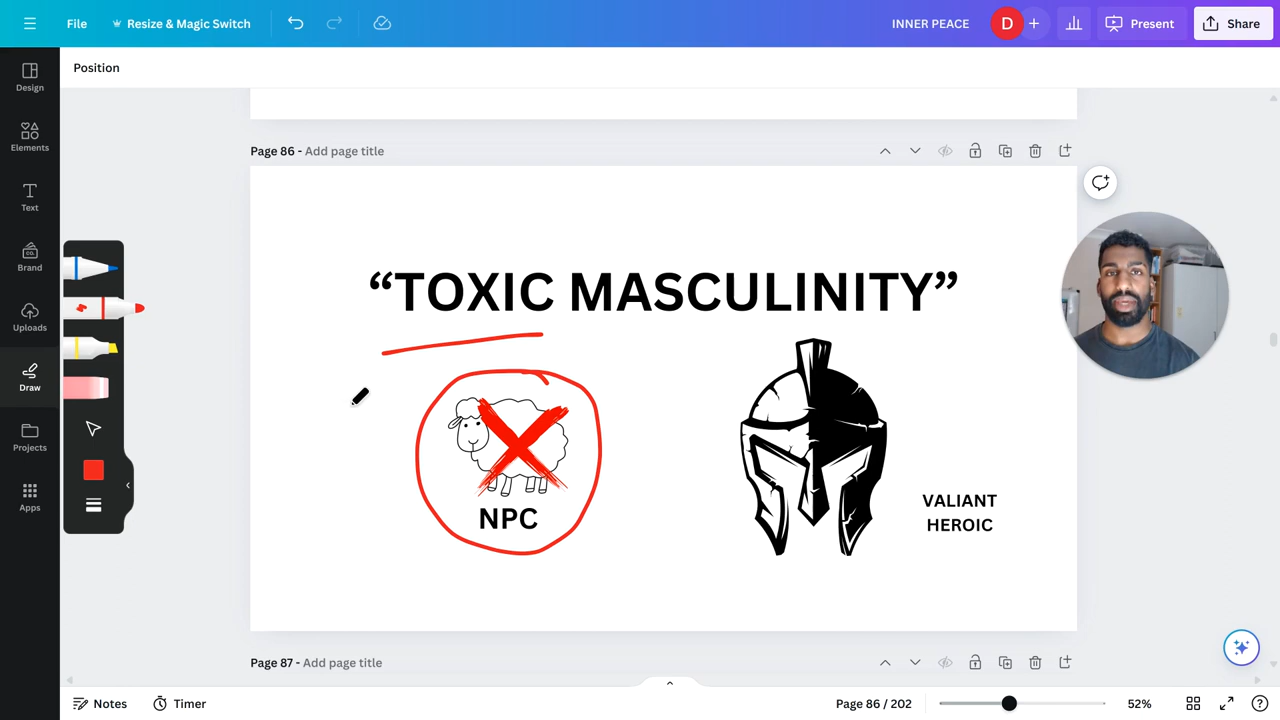 File
Resize & Magic Switch
INNER PEACE
D
Present
Share
Position
Design
Elements
Text
Brand
Uploads
Draw
Projects
Apps
Page 86 - Add page title
“TOXIC MASCULINITY”
NPC
VALIANT
HEROIC
Page 87 - Add page title
Notes
Timer
Page 86 / 202
52%